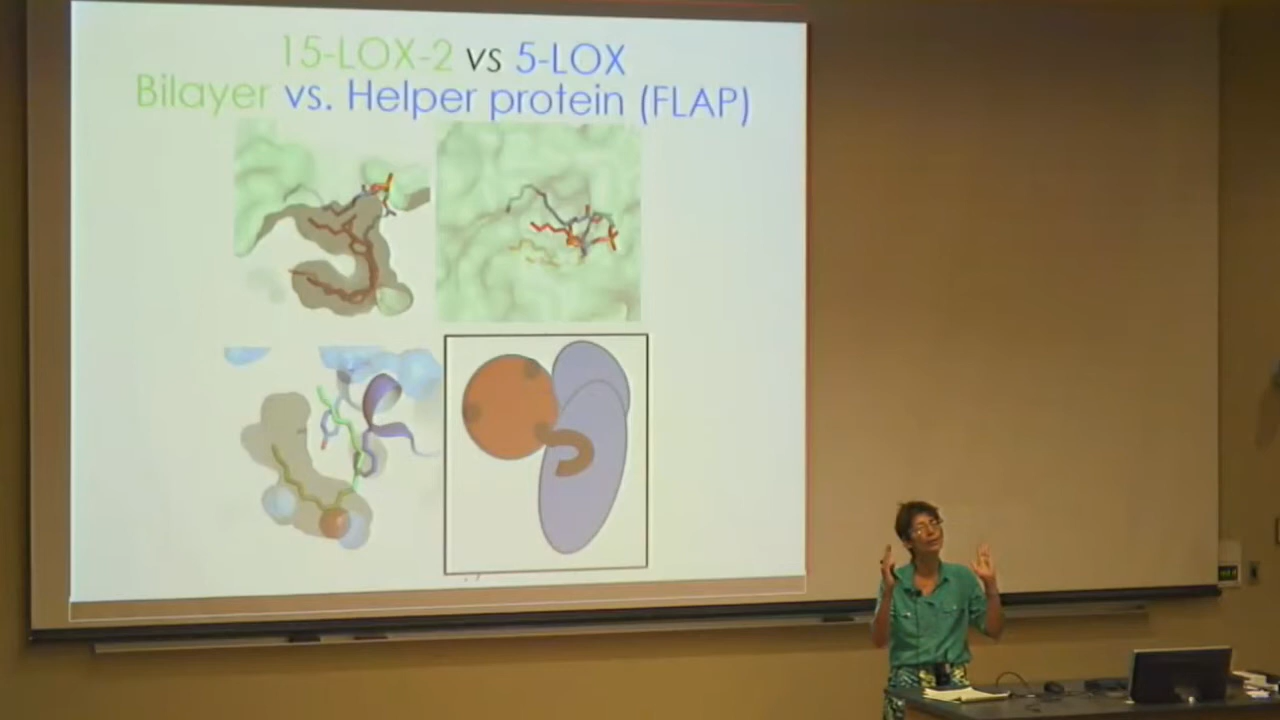 15-LOX-2 vs 5-LOX
Bilayer vs. Helper protein (FLAP)